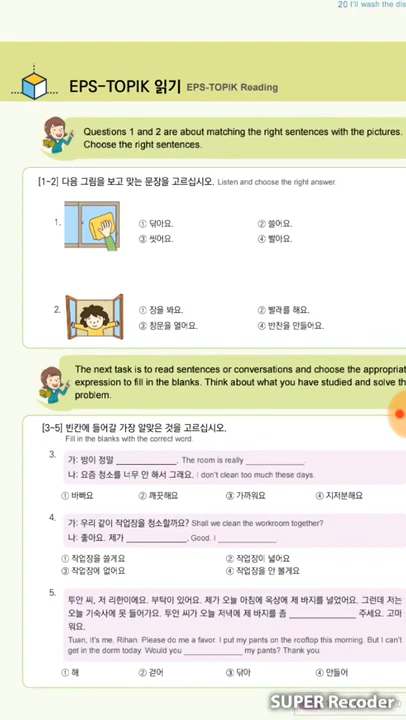 20 I'll wash the dis
EPS-TOPIK 읽기 EPS-TOPIK Reading
Questions 1 and 2 are about matching the right sentences with the pictures.
Choose the right sentences.
[1~2] 다음 그림을 보고 맞는 문장을 고르십시오. Listen and choose the right answer.
1.
① 닦아요. ② 쓸어요.
③ 씻어요. ④ 빨아요.
2.
① 장을 봐요. ② 빨래를 해요.
③ 창문을 열어요. ④ 반찬을 만들어요.
The next task is to read sentences or conversations and choose the appropriat
expression to fill in the blanks. Think about what you have studied and solve th
problem.
[3~5] 빈칸에 들어갈 가장 알맞은 것을 고르십시오.
Fill in the blanks with the correct word.
3.
가: 방이 정말 ____________. The room is really ____________.
나: 요즘 청소를 너무 안 해서 그래요. I don't clean too much these days.
① 바빠요 ② 깨끗해요 ③ 가까워요 ④ 지저분해요
4.
가: 우리 같이 작업장을 청소할까요? Shall we clean the workroom together?
나: 좋아요. 제가 ____________. Good. I ____________.
① 작업장을 쓸게요 ② 작업장이 넓어요
③ 작업장에 없어요 ④ 작업장을 안 볼게요
5.
투안 씨, 저 리한이에요. 부탁이 있어요. 제가 오늘 아침에 옥상에 제 바지를 널었어요. 그런데 저는
오늘 기숙사에 못 들어가요. 투안 씨가 오늘 저녁에 제 바지를 좀 ____________ 주세요. 고마
워요.
Tuan, it's me, Rihan. Please do me a favor. I put my pants on the rooftop this morning. But I can't
get in the dorm today. Would you ____________ my pants? Thank you.
① 해 ② 걷어 ③ 닦아 ④ 만들어
SUPER Recorder